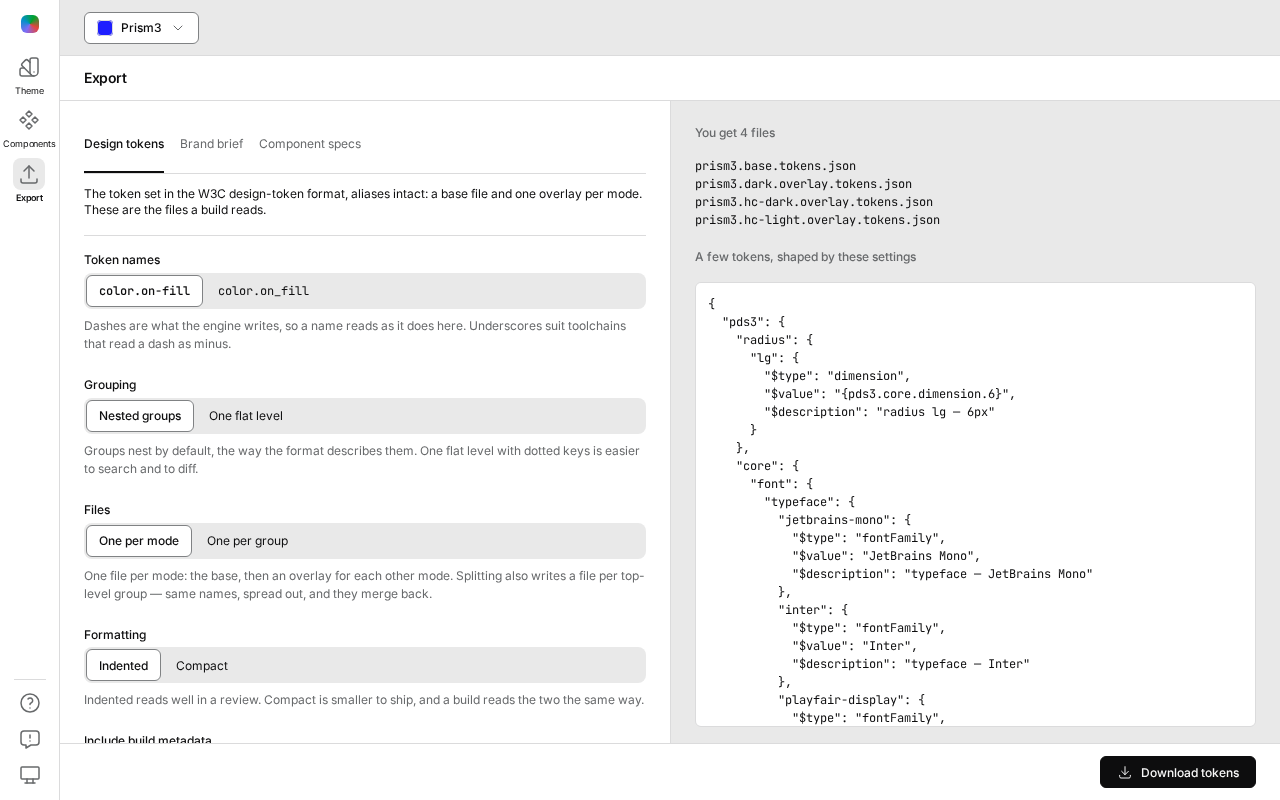 Prism3
Theme
Components
Export
Export
Design tokens
Brand brief
Component specs
The token set in the W3C design-token format, aliases intact: a base file and one overlay per mode.
These are the files a build reads.
Token names
color.on-fill
color.on_fill
Dashes are what the engine writes, so a name reads as it does here. Underscores suit toolchains
that read a dash as minus.
Grouping
Nested groups
One flat level
Groups nest by default, the way the format describes them. One flat level with dotted keys is easier
to search and to diff.
Files
One per mode
One per group
One file per mode: the base, then an overlay for each other mode. Splitting also writes a file per top-
level group — same names, spread out, and they merge back.
Formatting
Indented
Compact
Indented reads well in a review. Compact is smaller to ship, and a build reads the two the same way.
Include build metadata
You get 4 files
prism3.base.tokens.json
prism3.dark.overlay.tokens.json
prism3.hc-dark.overlay.tokens.json
prism3.hc-light.overlay.tokens.json
A few tokens, shaped by these settings
{
  "pds3": {
    "radius": {
      "lg": {
        "$type": "dimension",
        "$value": "{pds3.core.dimension.6}",
        "$description": "radius lg — 6px"
      }
    },
    "core": {
      "font": {
        "typeface": {
          "jetbrains-mono": {
            "$type": "fontFamily",
            "$value": "JetBrains Mono",
            "$description": "typeface — JetBrains Mono"
          },
          "inter": {
            "$type": "fontFamily",
            "$value": "Inter",
            "$description": "typeface — Inter"
          },
          "playfair-display": {
            "$type": "fontFamily",
Download tokens